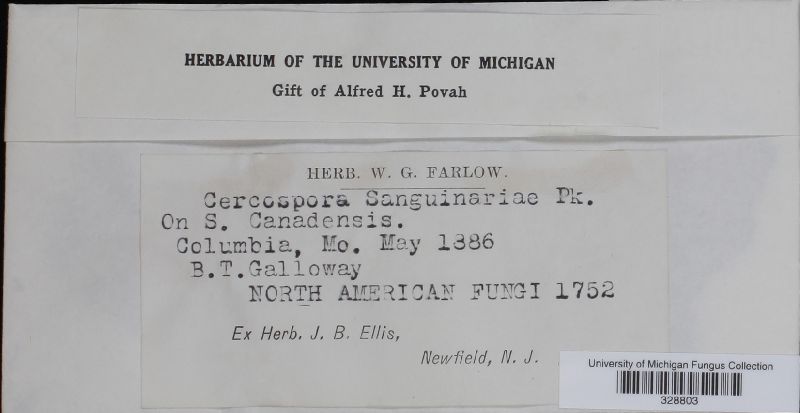 HERBARIUM OF THE UNIVERSITY OF MICHIGAN
Gift of Alfred H. Povah
HERB. W. G. FARLOW.
Cercospora Sanguinariae Pk.
On S. Canadensis.
Columbia, Mo. May 1886
B.T.Galloway
NORTH AMERICAN FUNGI 1752
Ex Herb. J. B. Ellis,
Newfield, N. J.
University of Michigan Fungus Collection
328803